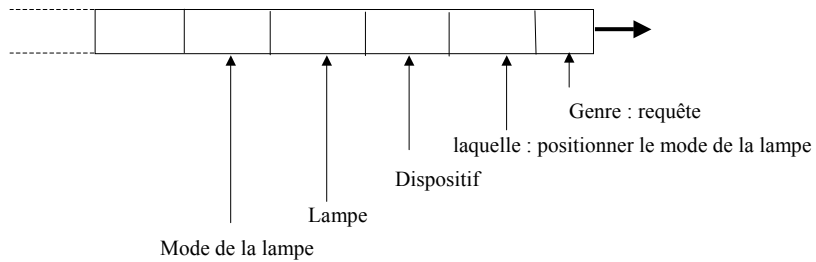 Genre : requête
laquelle : positionner le mode de la lampe
Dispositif
Lampe
Mode de la lampe